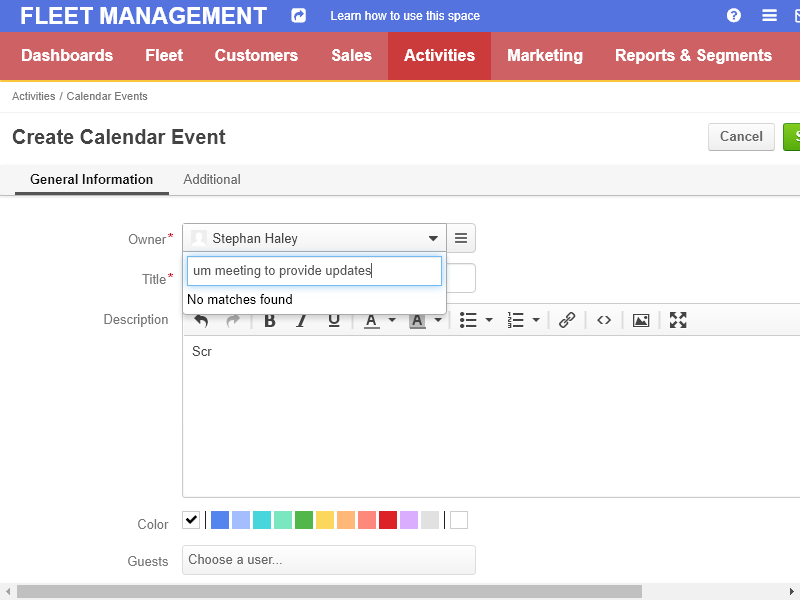 FLEET MANAGEMENT Learn how to use this space
Dashboards Fleet Customers Sales Activities Marketing Reports & Segments
Activities / Calendar Events
Create Calendar Event Cancel S
General Information Additional
Owner* Stephan Haley
um meeting to provide updates
Title*
No matches found
Description
Scr
Color
Guests Choose a user...